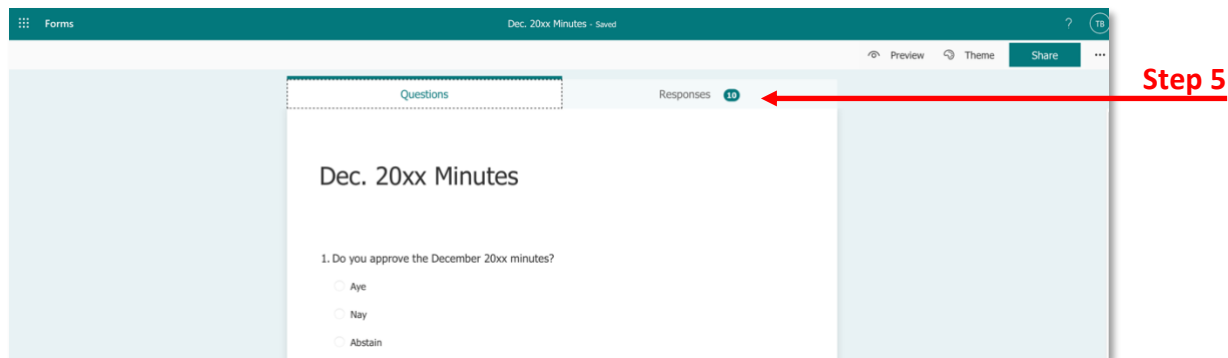 Forms
Dec. 20xx Minutes - Saved
? TB
Preview Theme Share ...
Step 5
Questions Responses 10
Dec. 20xx Minutes
1. Do you approve the December 20xx minutes?
Aye
Nay
Abstain